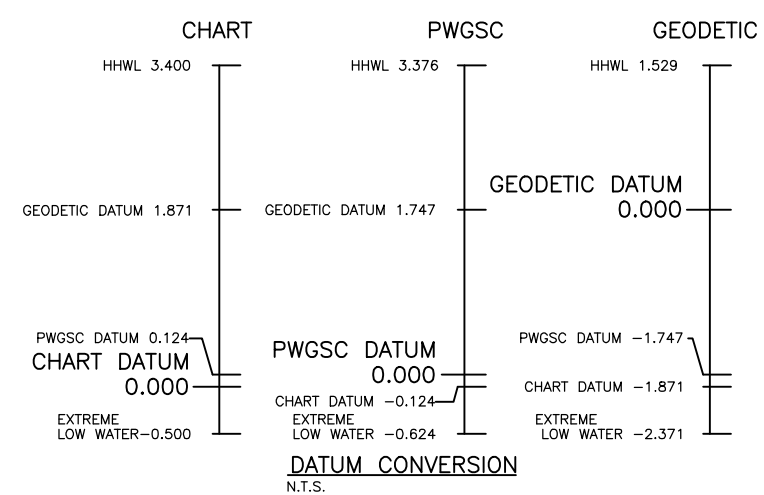 CHART
PWGSC
GEODETIC
HHWL 3.400
HHWL 3.376
HHWL 1.529
GEODETIC DATUM
0.000
GEODETIC DATUM 1.871
GEODETIC DATUM 1.747
PWGSC DATUM 0.124
CHART DATUM
0.000
PWGSC DATUM
0.000
CHART DATUM -0.124
PWGSC DATUM -1.747
CHART DATUM -1.871
EXTREME
LOW WATER-0.500
EXTREME
LOW WATER -0.624
EXTREME
LOW WATER -2.371
DATUM CONVERSION
N.T.S.